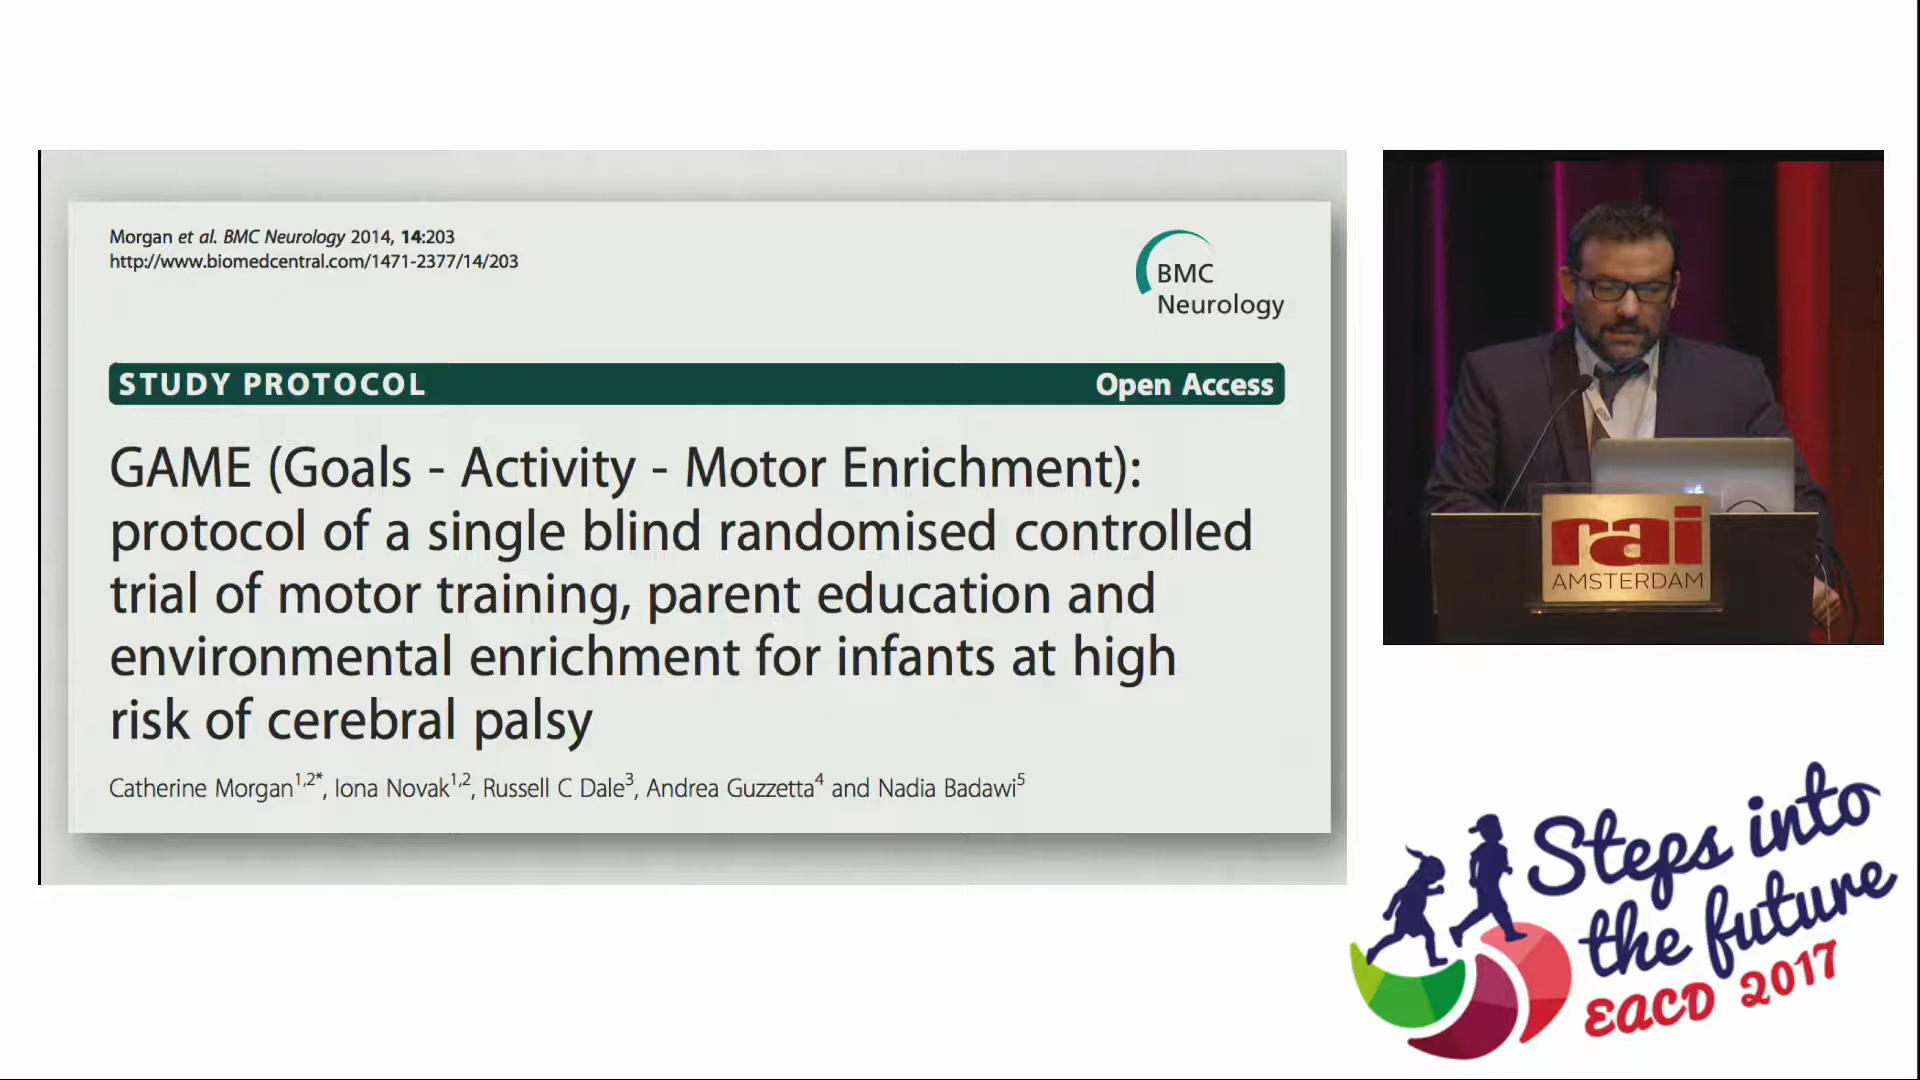 Morgan et al. BMC Neurology 2014, 14:203
http://www.biomedcentral.com/1471-2377/14/203
BMC
Neurology
STUDY PROTOCOL Open Access
GAME (Goals - Activity - Motor Enrichment):
protocol of a single blind randomised controlled
trial of motor training, parent education and
environmental enrichment for infants at high
risk of cerebral palsy
Catherine Morgan1,2*, Iona Novak1,2, Russell C Dale3, Andrea Guzzetta4 and Nadia Badawi5
rai
AMSTERDAM
Steps into
the future
EACD 2017